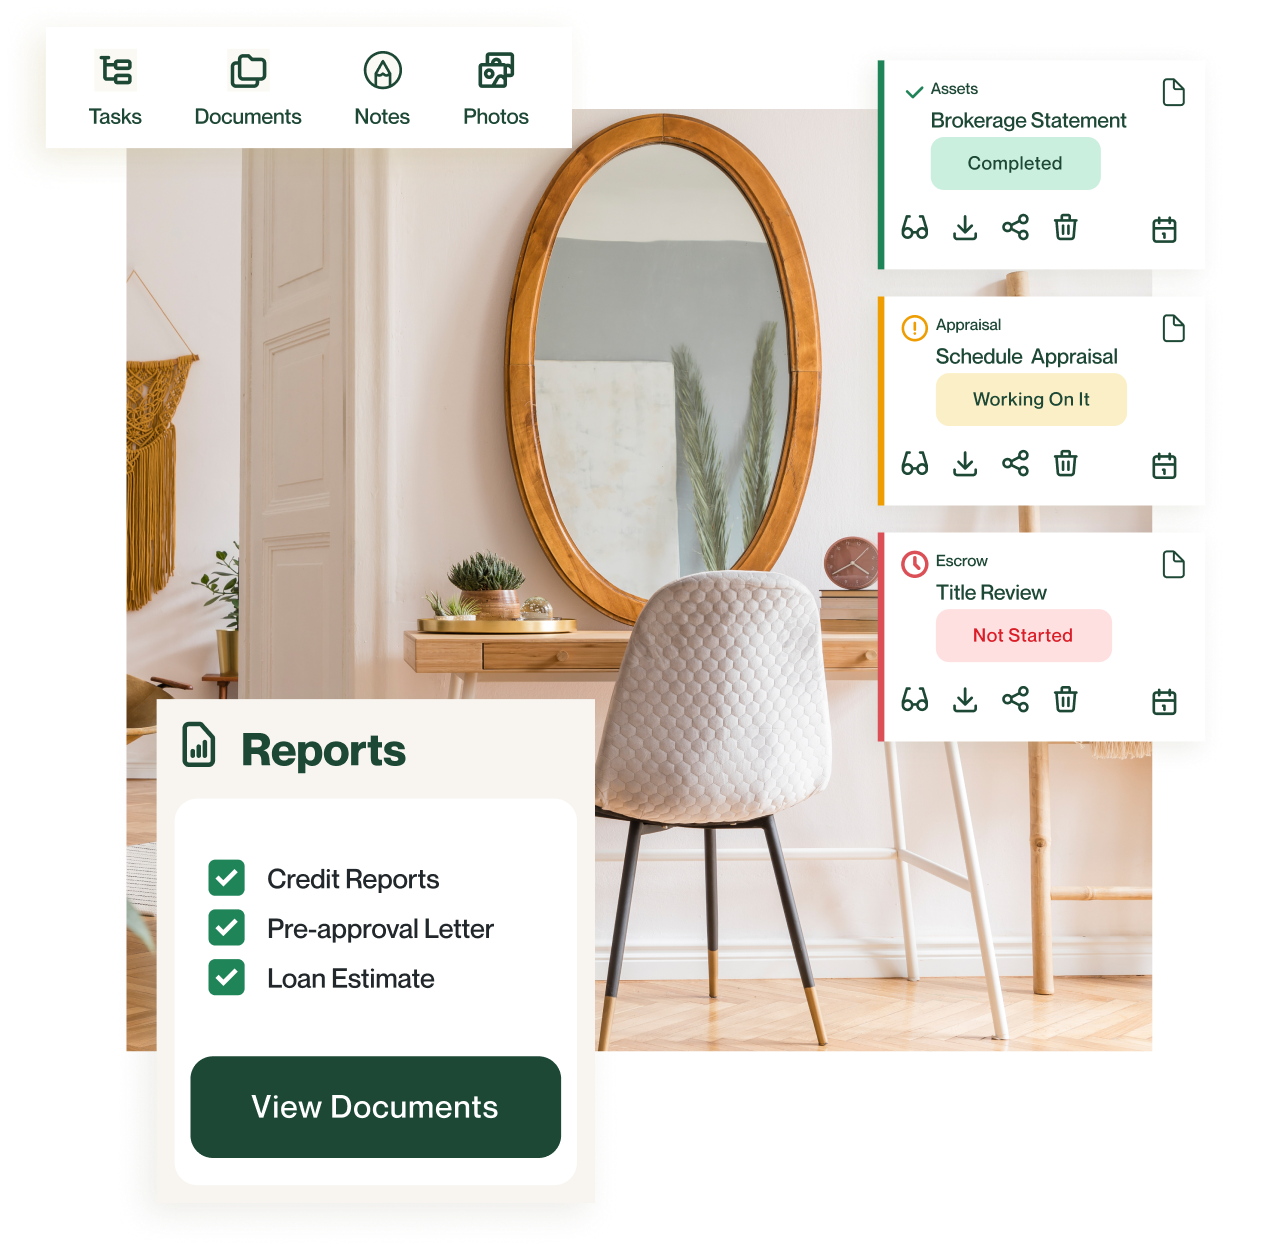 Tasks
Documents
Notes
Photos
Assets
Brokerage Statement
Completed
Appraisal
Schedule Appraisal
Working On It
Escrow
Title Review
Not Started
Reports
Credit Reports
Pre-approval Letter
Loan Estimate
View Documents